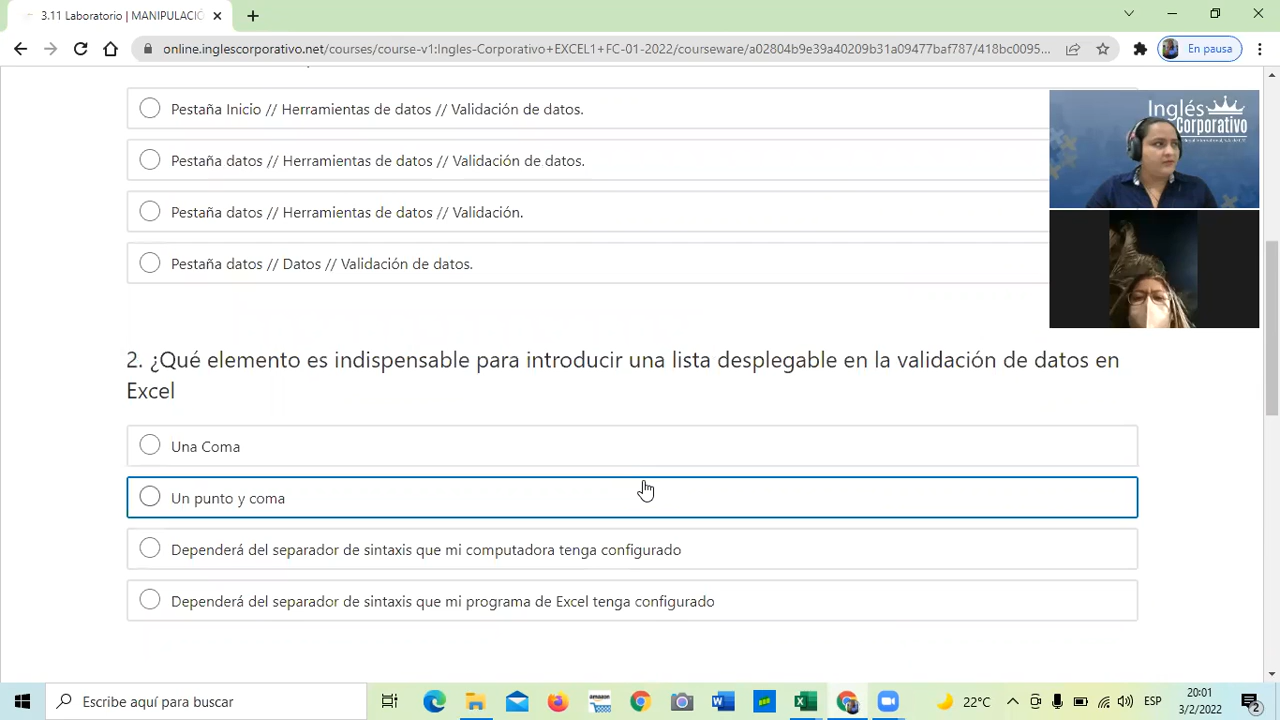 3.11 Laboratorio | MANIPULACIÓ
online.inglescorporativo.net/courses/course-v1:Ingles-Corporativo+EXCEL1+FC-01-2022/courseware/a02804b9e39a40209b31a09477baf787/418bc0095...
En pausa
Pestaña Inicio // Herramientas de datos // Validación de datos.
Pestaña datos // Herramientas de datos // Validación de datos.
Pestaña datos // Herramientas de datos // Validación.
Pestaña datos // Datos // Validación de datos.
Inglés
Corporativo
2. ¿Qué elemento es indispensable para introducir una lista desplegable en la validación de datos en
Excel
Una Coma
Un punto y coma
Dependerá del separador de sintaxis que mi computadora tenga configurado
Dependerá del separador de sintaxis que mi programa de Excel tenga configurado
Escribe aquí para buscar
amazon
22°C
ESP
20:01
3/2/2022
2